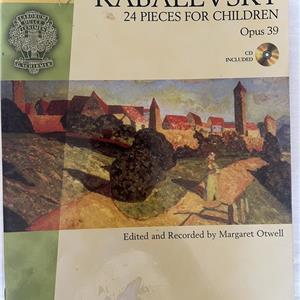 KABALEVSKY
24 PIECES FOR CHILDREN
Opus 39
CD
INCLUDED
Edited and Recorded by Margaret Otwell